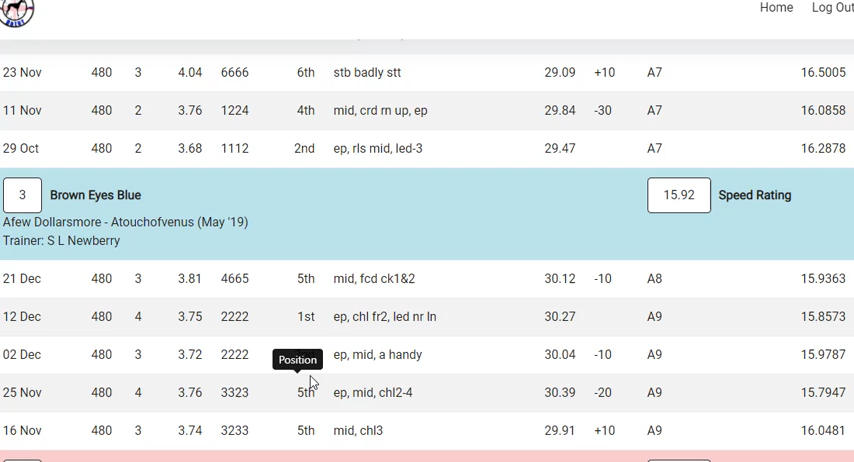 Home Log Out
23 Nov 480 3 4.04 6666 6th stb badly stt 29.09 +10 A7 16.5005
11 Nov 480 2 3.76 1224 4th mid, crd rn up, ep 29.84 -30 A7 16.0858
29 Oct 480 2 3.68 1112 2nd ep, rls mid, led-3 29.47 A7 16.2878
3 Brown Eyes Blue 15.92 Speed Rating
Afew Dollarsmore - Atouchofvenus (May '19)
Trainer: S L Newberry
21 Dec 480 3 3.81 4665 5th mid, fcd ck1&2 30.12 -10 A8 15.9363
12 Dec 480 4 3.75 2222 1st ep, chl fr2, led nr ln 30.27 A9 15.8573
02 Dec 480 3 3.72 2222 ep, mid, a handy 30.04 -10 A9 15.9787
Position
25 Nov 480 4 3.76 3323 5th ep, mid, chl2-4 30.39 -20 A9 15.7947
16 Nov 480 3 3.74 3233 5th mid, chl3 29.91 +10 A9 16.0481